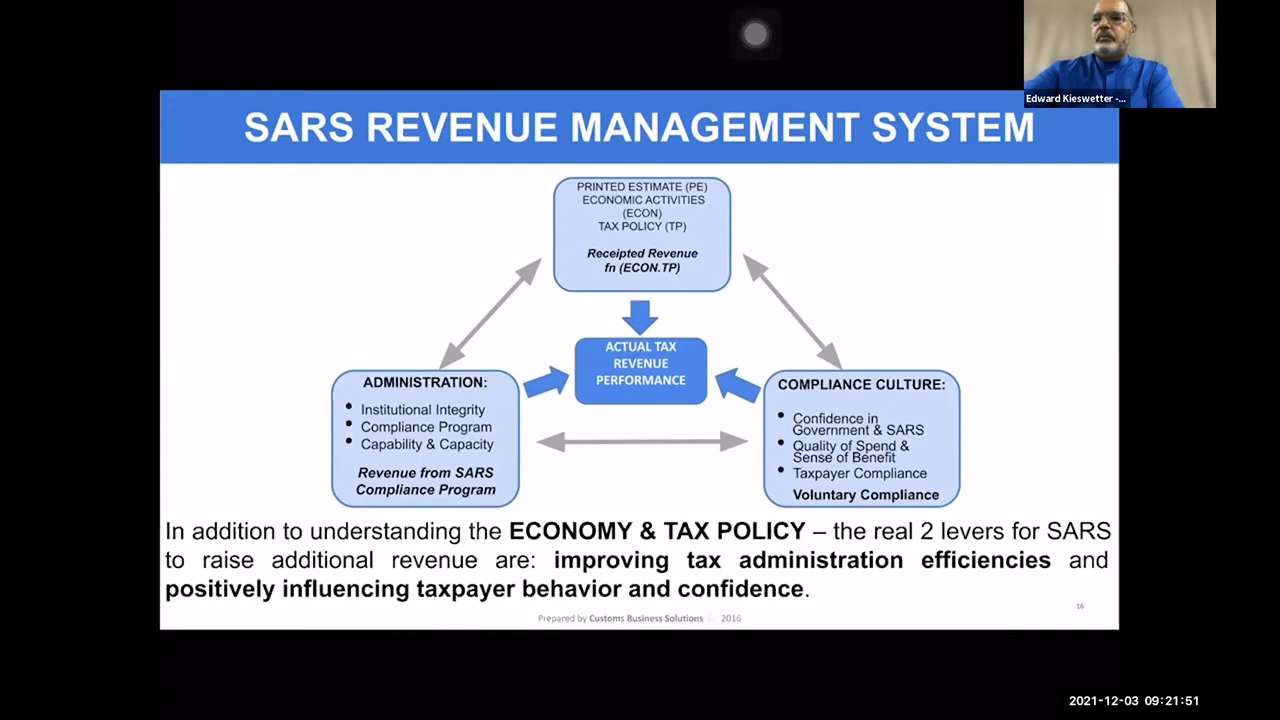 Edward Kieswetter -...
SARS REVENUE MANAGEMENT SYSTEM
PRINTED ESTIMATE (PE)
ECONOMIC ACTIVITIES
(ECON)
TAX POLICY (TP)
Receipted Revenue
fn (ECON.TP)
ACTUAL TAX
REVENUE
PERFORMANCE
ADMINISTRATION:
• Institutional Integrity
• Compliance Program
• Capability & Capacity
Revenue from SARS
Compliance Program
COMPLIANCE CULTURE:
• Confidence in
Government & SARS
• Quality of Spend &
Sense of Benefit
• Taxpayer Compliance
Voluntary Compliance
In addition to understanding the ECONOMY & TAX POLICY – the real 2 levers for SARS
to raise additional revenue are: improving tax administration efficiencies and
positively influencing taxpayer behavior and confidence.
16
Prepared by Customs Business Solutions 2016
2021-12-03 09:21:51